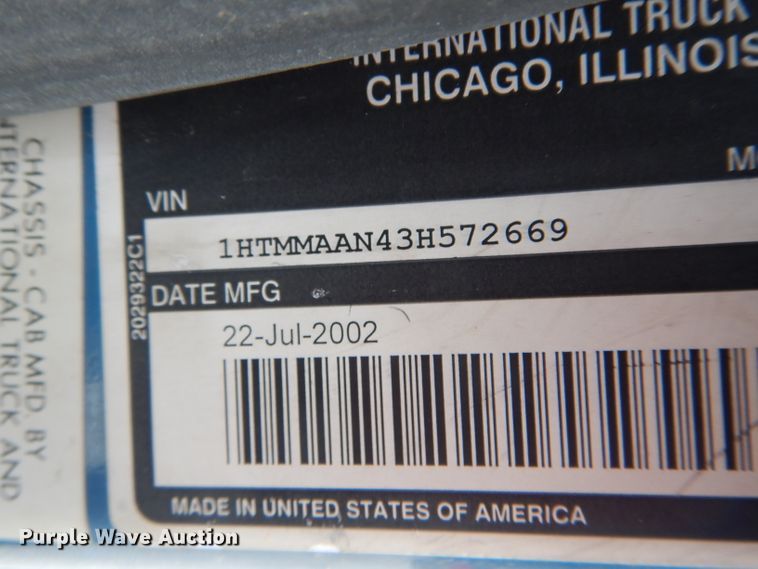 INTERNATIONAL TRUCK
CHICAGO, ILLINOIS
VIN
1HTMMAAN43H572669
DATE MFG
22-Jul-2002
MADE IN UNITED STATES OF AMERICA
2029322C1
CHASSIS - CAB MFD. BY
INTERNATIONAL TRUCK AND
Purple Wave Auction